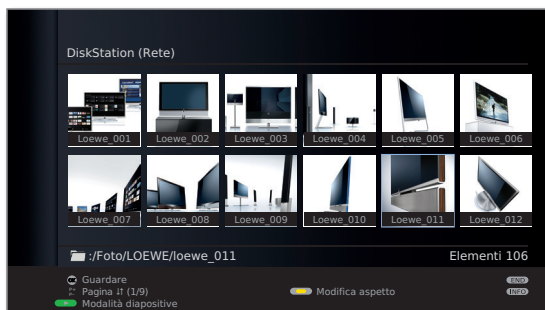 DiskStation (Rete)
Loewe_001 Loewe_002 Loewe_003 Loewe_004 Loewe_005 Loewe_006
Loewe_007 Loewe_008 Loewe_009 Loewe_010 Loewe_011 Loewe_012
:/Foto/LOEWE/loewe_011 Elementi 106
OK Guardare END
P+ P- Pagina ↓↑ (1/9) Modifica aspetto INFO
Modalità diapositive